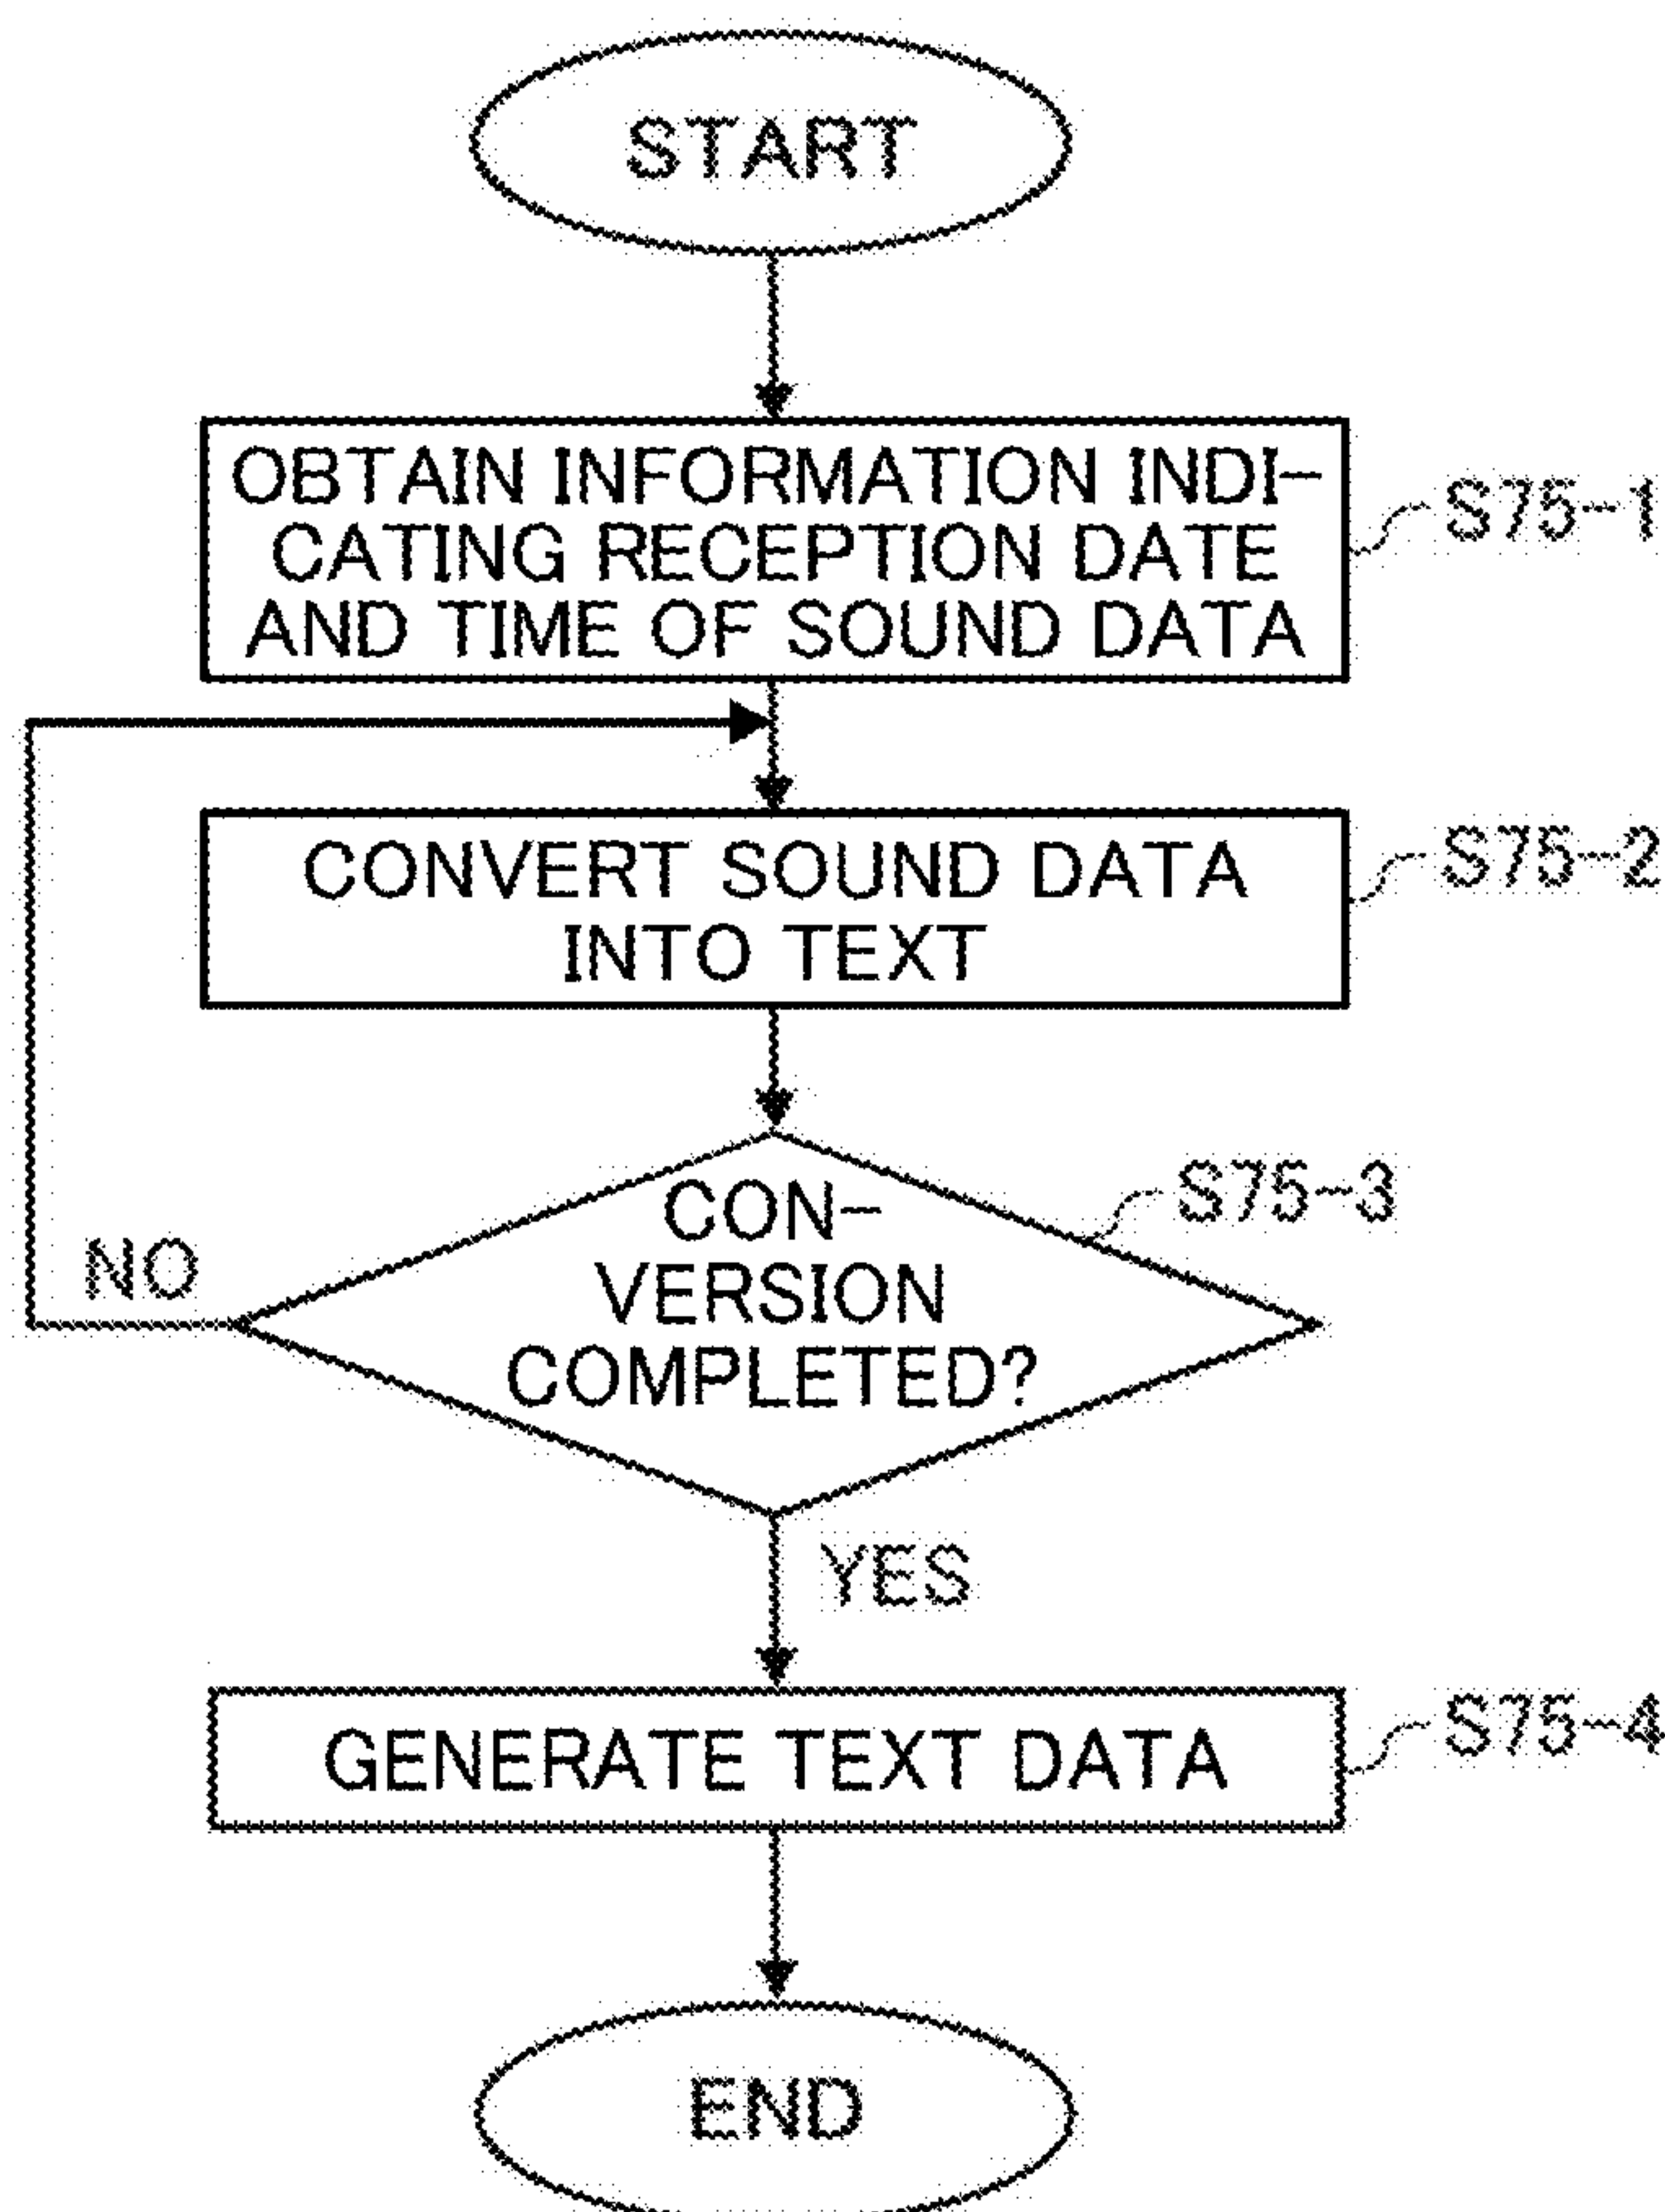 START
OBTAIN INFORMATION INDI-
CATING RECEPTION DATE
AND TIME OF SOUND DATA
S75-1
CONVERT SOUND DATA
INTO TEXT
S75-2
CON-
VERSION
COMPLETED?
S75-3
NO
YES
GENERATE TEXT DATA
S75-4
END